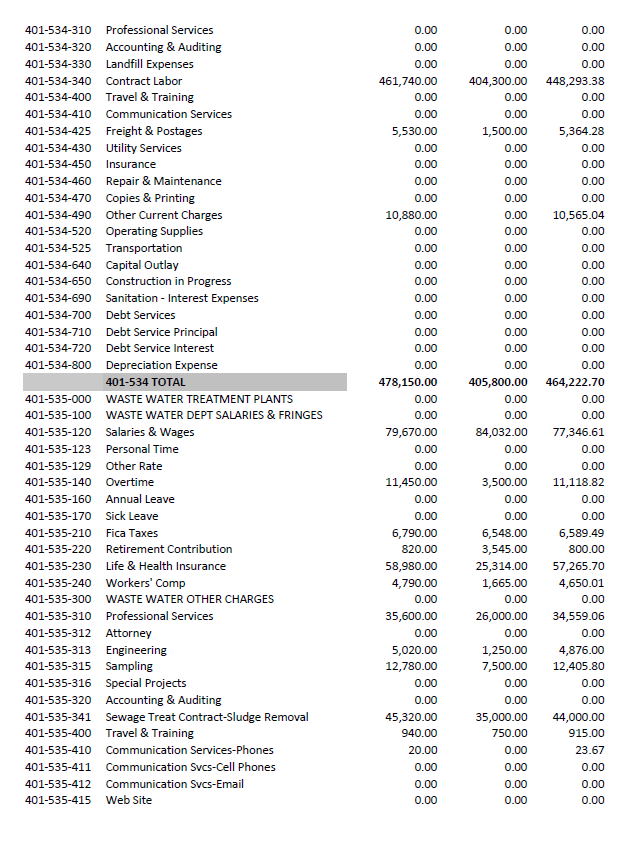 401-534-310 Professional Services 0.00 0.00 0.00
401-534-320 Accounting & Auditing 0.00 0.00 0.00
401-534-330 Landfill Expenses 0.00 0.00 0.00
401-534-340 Contract Labor 461,740.00 404,300.00 448,293.38
401-534-400 Travel & Training 0.00 0.00 0.00
401-534-410 Communication Services 0.00 0.00 0.00
401-534-425 Freight & Postages 5,530.00 1,500.00 5,364.28
401-534-430 Utility Services 0.00 0.00 0.00
401-534-450 Insurance 0.00 0.00 0.00
401-534-460 Repair & Maintenance 0.00 0.00 0.00
401-534-470 Copies & Printing 0.00 0.00 0.00
401-534-490 Other Current Charges 10,880.00 0.00 10,565.04
401-534-520 Operating Supplies 0.00 0.00 0.00
401-534-525 Transportation 0.00 0.00 0.00
401-534-640 Capital Outlay 0.00 0.00 0.00
401-534-650 Construction in Progress 0.00 0.00 0.00
401-534-690 Sanitation - Interest Expenses 0.00 0.00 0.00
401-534-700 Debt Services 0.00 0.00 0.00
401-534-710 Debt Service Principal 0.00 0.00 0.00
401-534-720 Debt Service Interest 0.00 0.00 0.00
401-534-800 Depreciation Expense 0.00 0.00 0.00
401-534 TOTAL 478,150.00 405,800.00 464,222.70
401-535-000 WASTE WATER TREATMENT PLANTS 0.00 0.00 0.00
401-535-100 WASTE WATER DEPT SALARIES & FRINGES 0.00 0.00 0.00
401-535-120 Salaries & Wages 79,670.00 84,032.00 77,346.61
401-535-123 Personal Time 0.00 0.00 0.00
401-535-129 Other Rate 0.00 0.00 0.00
401-535-140 Overtime 11,450.00 3,500.00 11,118.82
401-535-160 Annual Leave 0.00 0.00 0.00
401-535-170 Sick Leave 0.00 0.00 0.00
401-535-210 Fica Taxes 6,790.00 6,548.00 6,589.49
401-535-220 Retirement Contribution 820.00 3,545.00 800.00
401-535-230 Life & Health Insurance 58,980.00 25,314.00 57,265.70
401-535-240 Workers' Comp 4,790.00 1,665.00 4,650.01
401-535-300 WASTE WATER OTHER CHARGES 0.00 0.00 0.00
401-535-310 Professional Services 35,600.00 26,000.00 34,559.06
401-535-312 Attorney 0.00 0.00 0.00
401-535-313 Engineering 5,020.00 1,250.00 4,876.00
401-535-315 Sampling 12,780.00 7,500.00 12,405.80
401-535-316 Special Projects 0.00 0.00 0.00
401-535-320 Accounting & Auditing 0.00 0.00 0.00
401-535-341 Sewage Treat Contract-Sludge Removal 45,320.00 35,000.00 44,000.00
401-535-400 Travel & Training 940.00 750.00 915.00
401-535-410 Communication Services-Phones 20.00 0.00 23.67
401-535-411 Communication Svcs-Cell Phones 0.00 0.00 0.00
401-535-412 Communication Svcs-Email 0.00 0.00 0.00
401-535-415 Web Site 0.00 0.00 0.00